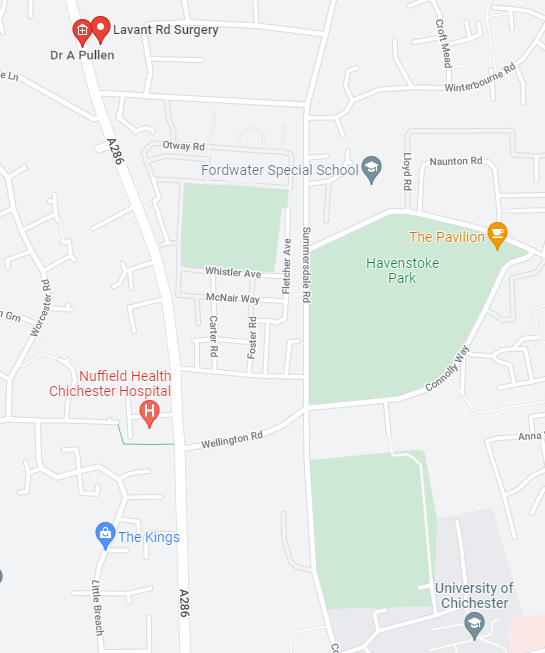 Lavant Rd Surgery
Dr A Pullen
Croft Mead
Winterbourne Rd
A286
Otway Rd
Fordwater Special School
Lloyd Rd
Naunton Rd
The Pavilion
Summersdale Rd
Fletcher Ave
Havenstoke
Park
Whistler Ave
McNair Way
Worcester Rd
n Grn
Carter Rd
Foster Rd
Nuffield Health
Chichester Hospital
Connolly Way
Wellington Rd
Anna
The Kings
A286
Little Breach
University of
Chichester